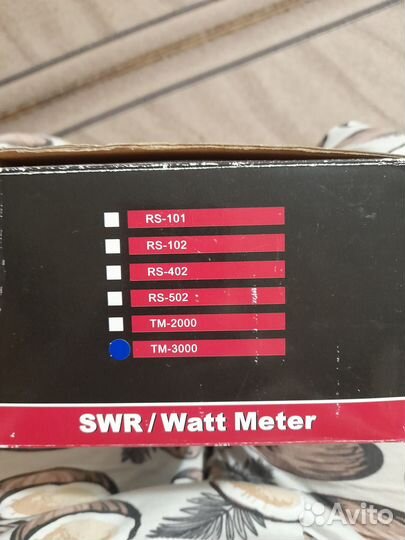 RS-101
RS-102
RS-402
RS-502
TM-2000
TM-3000
SWR/Watt Meter
Avito